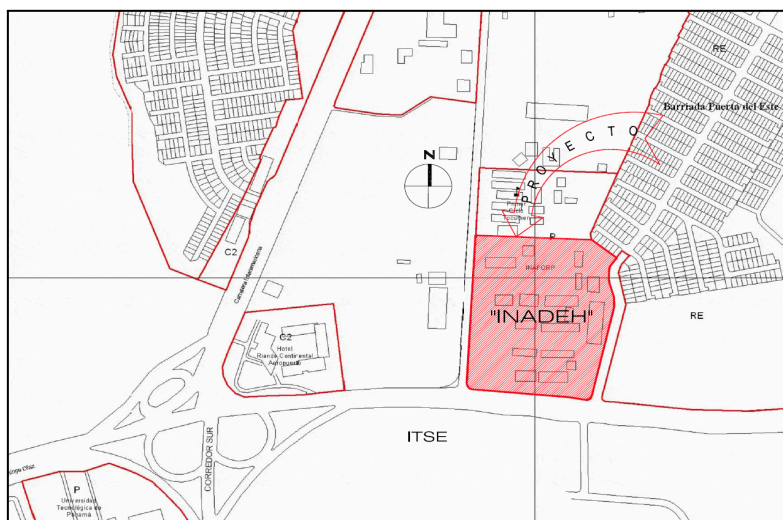 RE
Barriada Puerta del Este
PROYECTO
N
C2
Carretera Interamericana
P
INAFORP
"INADEH"
RE
C2
Hotel
Rianza Continental
Aeropuerto
ITSE
CORREDOR SUR
P
Universidad
Tecnológica de
Panamá